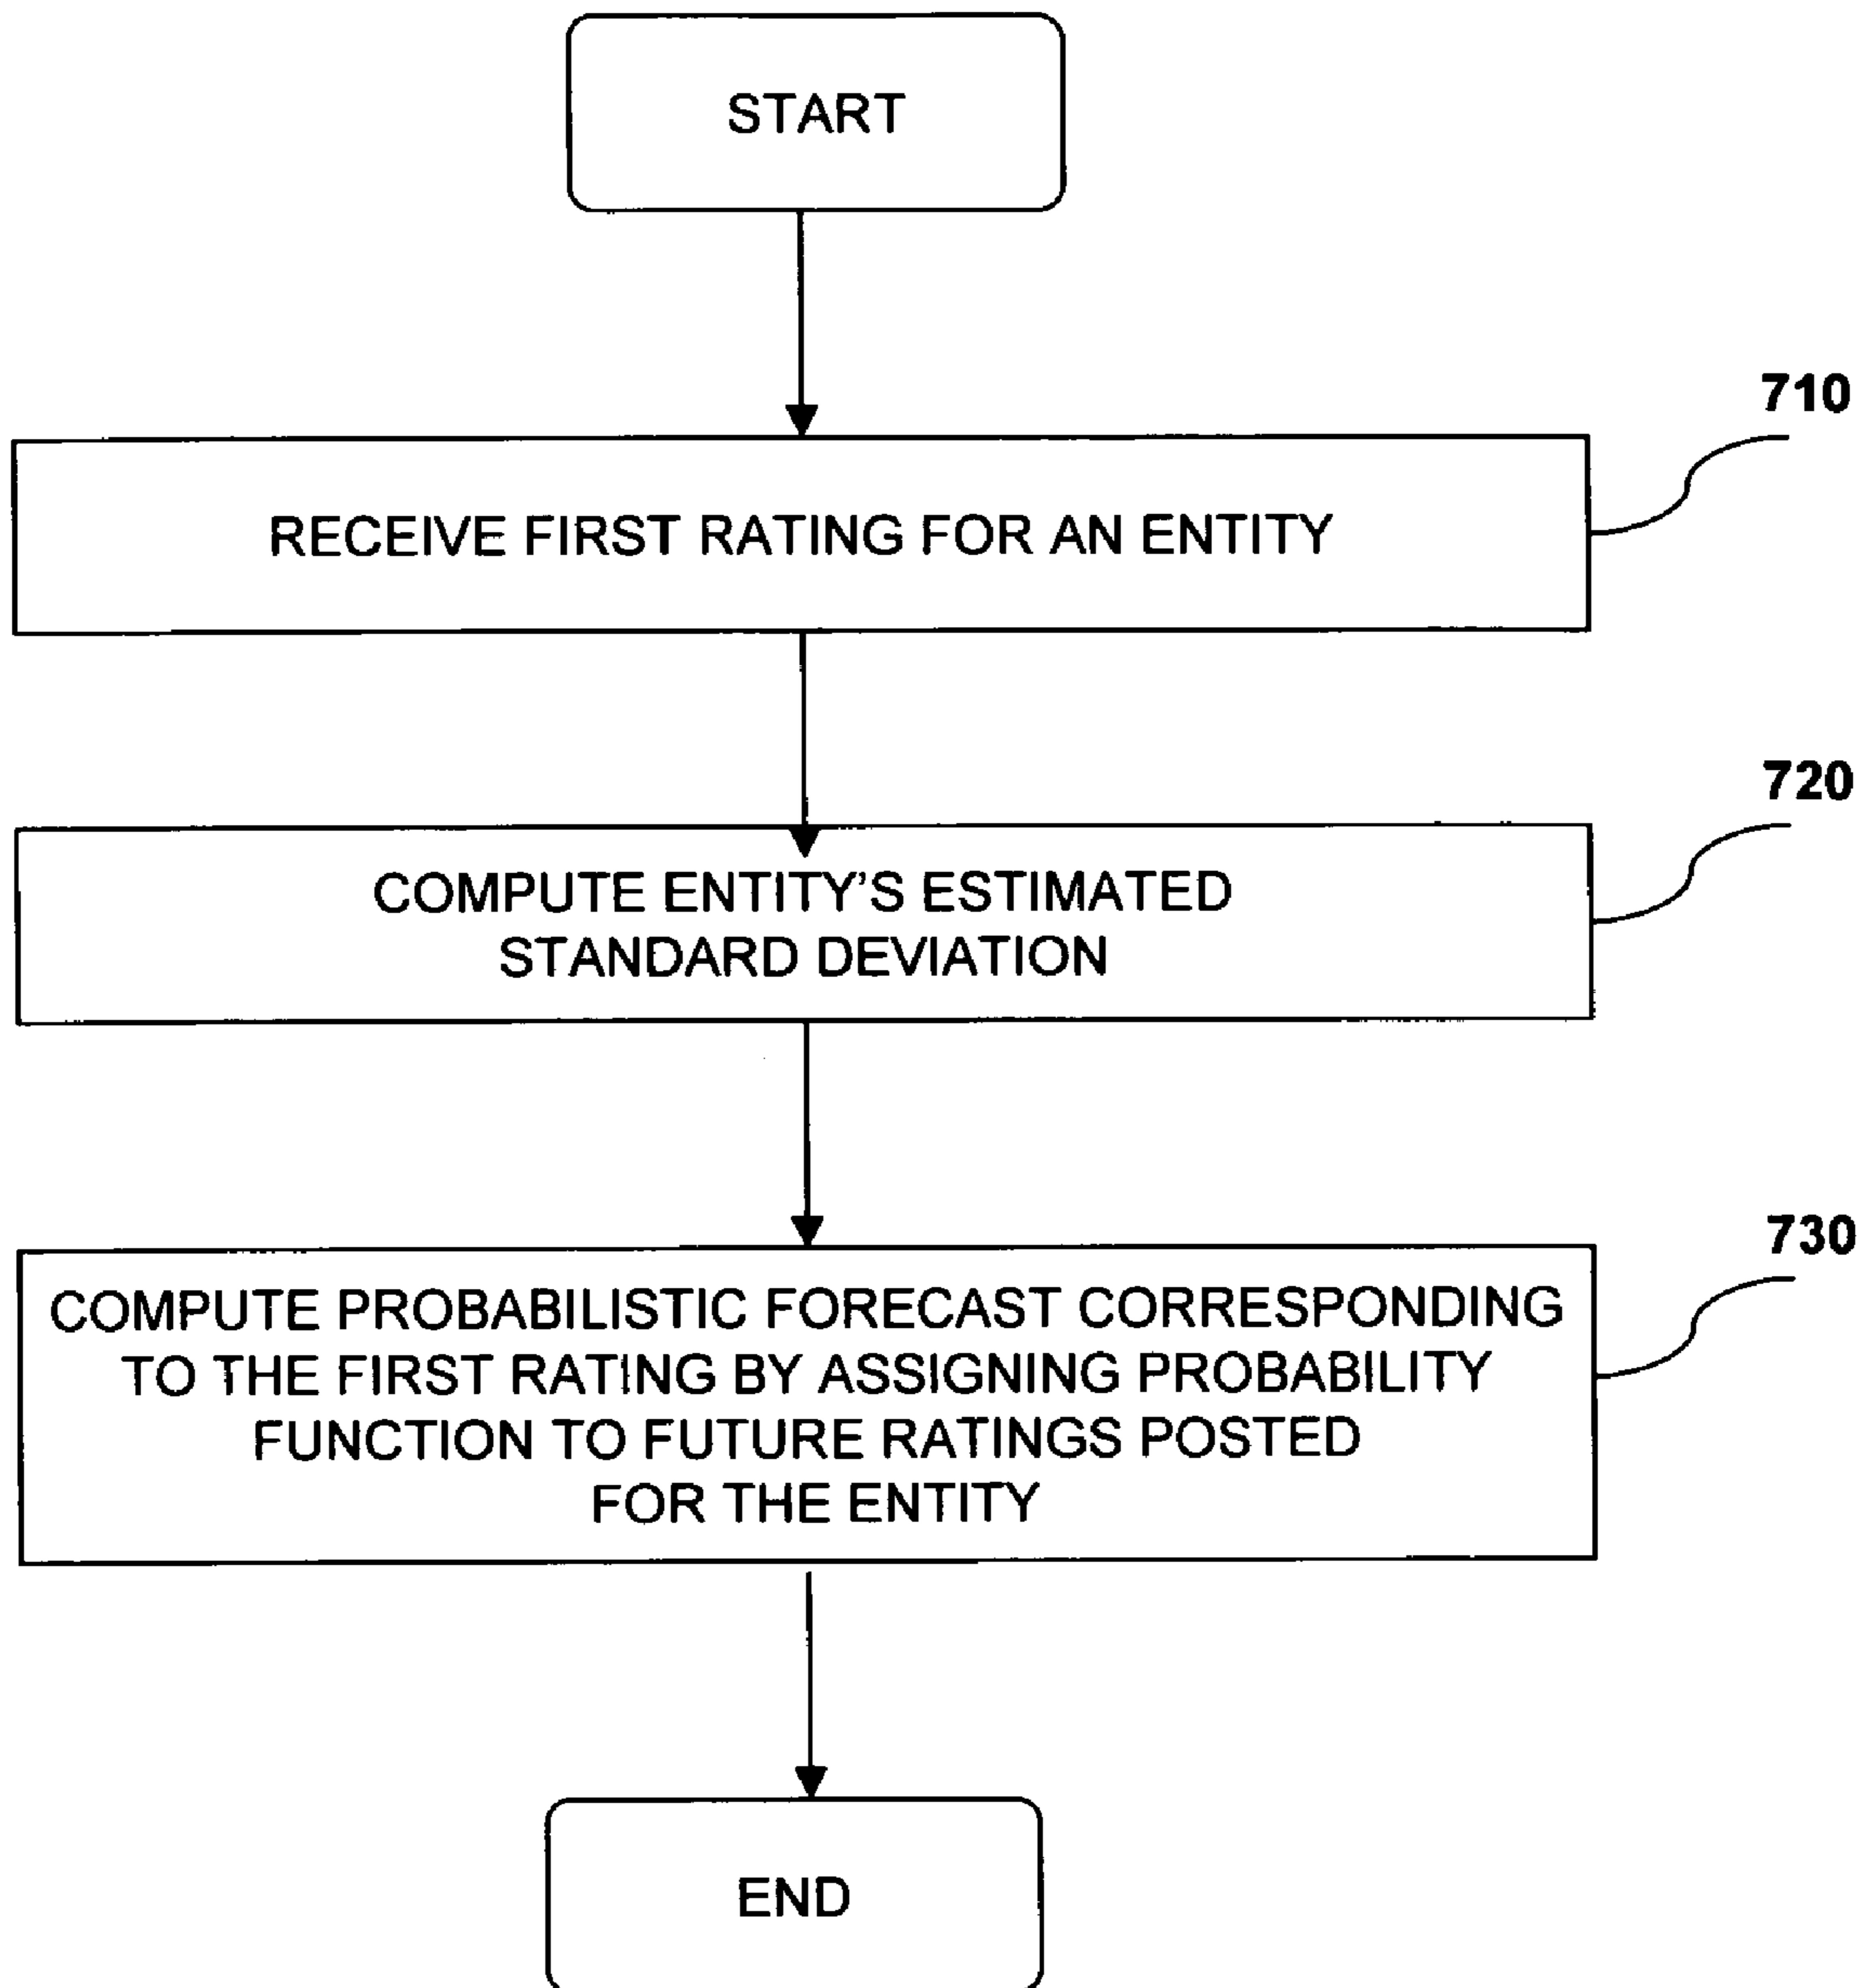 START
710
RECEIVE FIRST RATING FOR AN ENTITY
720
COMPUTE ENTITY'S ESTIMATED
STANDARD DEVIATION
730
COMPUTE PROBABILISTIC FORECAST CORRESPONDING
TO THE FIRST RATING BY ASSIGNING PROBABILITY
FUNCTION TO FUTURE RATINGS POSTED
FOR THE ENTITY
END